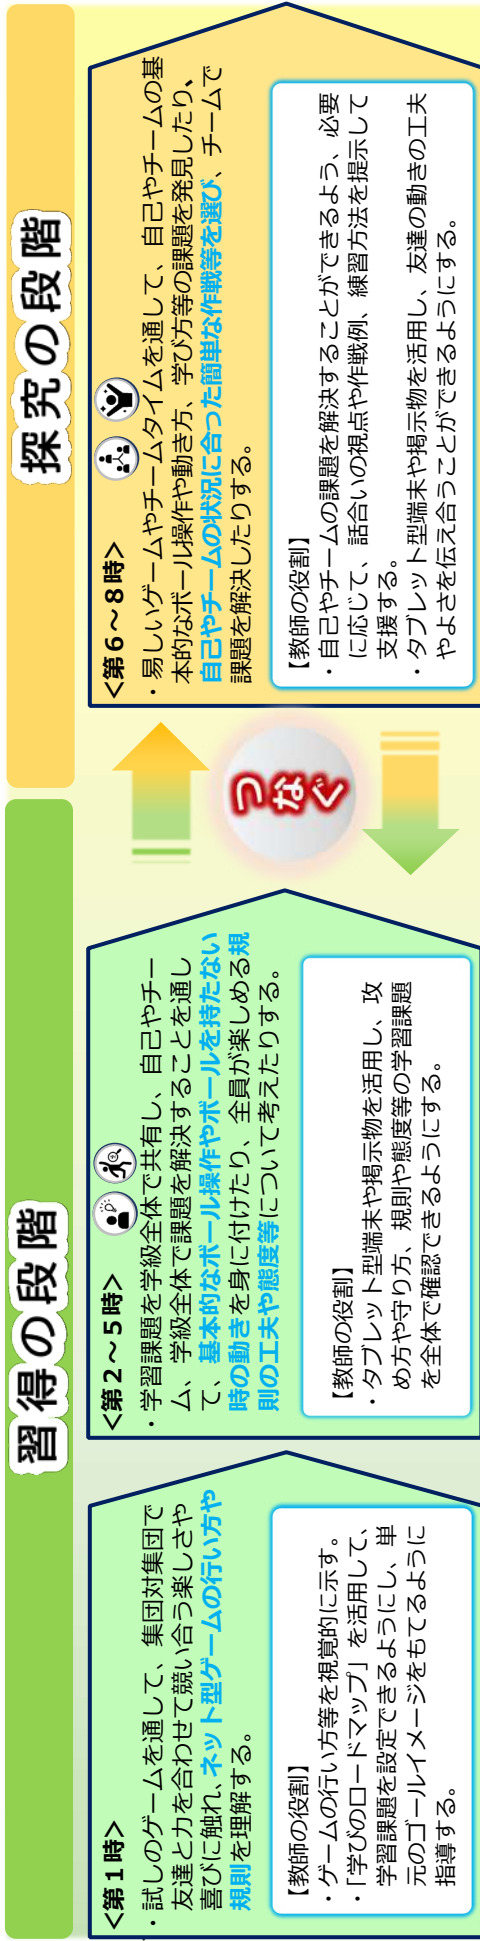 習得の段階
<第1時>
・試しのゲームを通して、集団対集団で
友達と力を合わせて競い合う楽しさや
喜びに触れ、ネット型ゲームの行い方や
規則を理解する。
【教師の役割】
・ゲームの行い方等を視覚的に示す。
・「学びのロードマップ」を活用して、
学習課題を設定できるようにし、単
元のゴールイメージをもてるように
指導する。
<第2~5時>
・学習課題を学級全体で共有し、自己やチー
ム、学級全体で課題を解決することを通し
て、基本的なボール操作やボールを持たない
時の動きを身に付けたり、全員が楽しめる規
則の工夫や態度等について考えたりする。
【教師の役割】
・タブレット型端末や掲示物を活用し、攻
め方や守り方、規則や態度等の学習課題
を全体で確認できるようにする。
つなぐ
探究の段階
<第6~8時>
・易しいゲームやチームタイムを通して、自己やチームの基
本的なボール操作や動き方、学び方等の課題を発見したり、
自己やチームの状況に合った簡単な作戦等を選び、チームで
課題を解決したりする。
【教師の役割】
・自己やチームの課題を解決することができるよう、必要
に応じて、話合いの視点や作戦例、練習方法を提示して
支援する。
・タブレット型端末や掲示物を活用し、友達の動きの工夫
やよさを伝え合うことができるようにする。